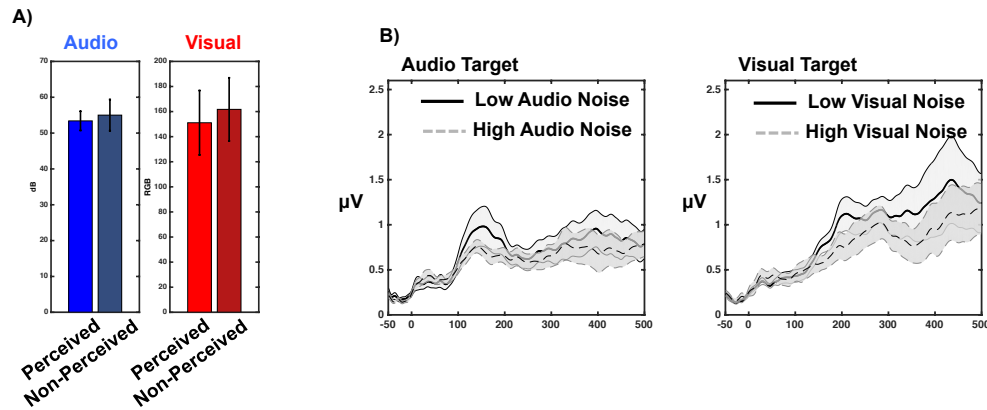 A)
Audio
Visual
70
60
50
40
30
20
10
0
dB
200
180
160
140
120
100
80
60
40
20
0
RGB
Perceived
Non-Perceived
Perceived
Non-Perceived
B)
Audio Target
Low Audio Noise
High Audio Noise
2.5
2
1.5
1
0.5
0
µV
-50 0 100 200 300 400 500
Visual Target
Low Visual Noise
High Visual Noise
2.5
2
1.5
1
0.5
0
µV
-50 0 100 200 300 400 500